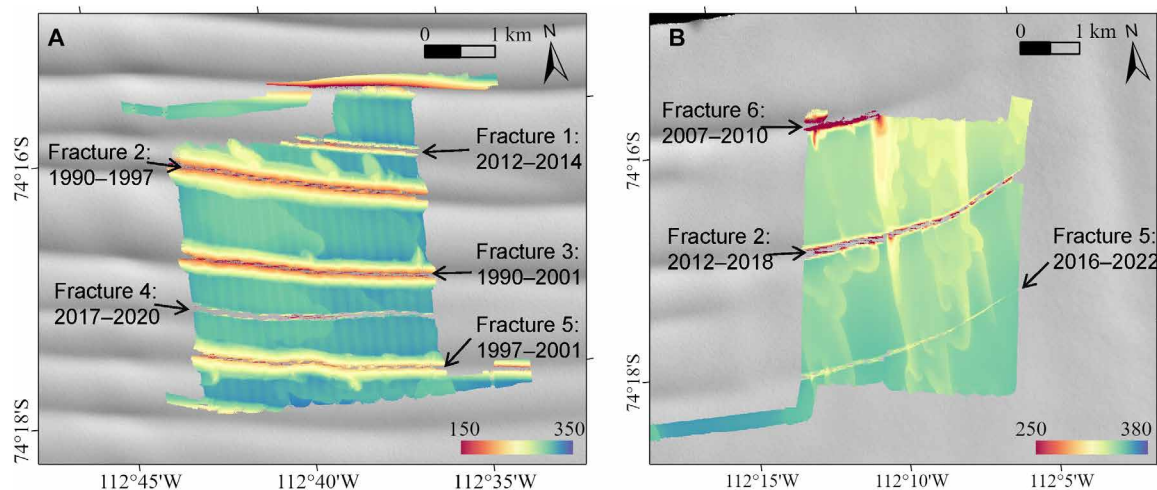 A
0 1 km
N
Fracture 1:
2012–2014
Fracture 2:
1990–1997
Fracture 3:
1990–2001
Fracture 4:
2017–2020
Fracture 5:
1997–2001
150 350
74°16'S
74°18'S
112°45'W 112°40'W 112°35'W
B
0 1 km
N
Fracture 6:
2007–2010
Fracture 2:
2012–2018
Fracture 5:
2016–2022
250 380
74°16'S
74°18'S
112°15'W 112°10'W 112°5'W